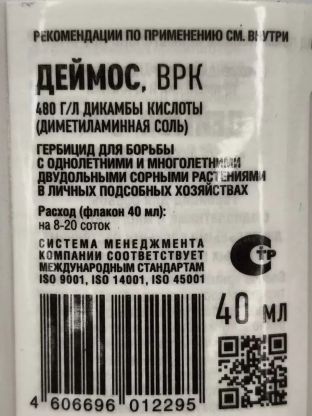 РЕКОМЕНДАЦИИ ПО ПРИМЕНЕНИЮ СМ. ВНУТРИ
ДЕЙМОС, ВРК
480 Г/Л ДИКАМБЫ КИСЛОТЫ
(ДИМЕТИЛАМИННАЯ СОЛЬ)
ГЕРБИЦИД ДЛЯ БОРЬБЫ
С ОДНОЛЕТНИМИ И МНОГОЛЕТНИМИ
ДВУДОЛЬНЫМИ СОРНЫМИ РАСТЕНИЯМИ
В ЛИЧНЫХ ПОДСОБНЫХ ХОЗЯЙСТВАХ
Расход (флакон 40 мл):
на 8-20 соток
СИСТЕМА МЕНЕДЖМЕНТА
КОМПАНИИ СООТВЕТСТВУЕТ
МЕЖДУНАРОДНЫМ СТАНДАРТАМ
ISO 9001, ISO 14001, ISO 45001
СТР
40 МЛ
4 606696 012295